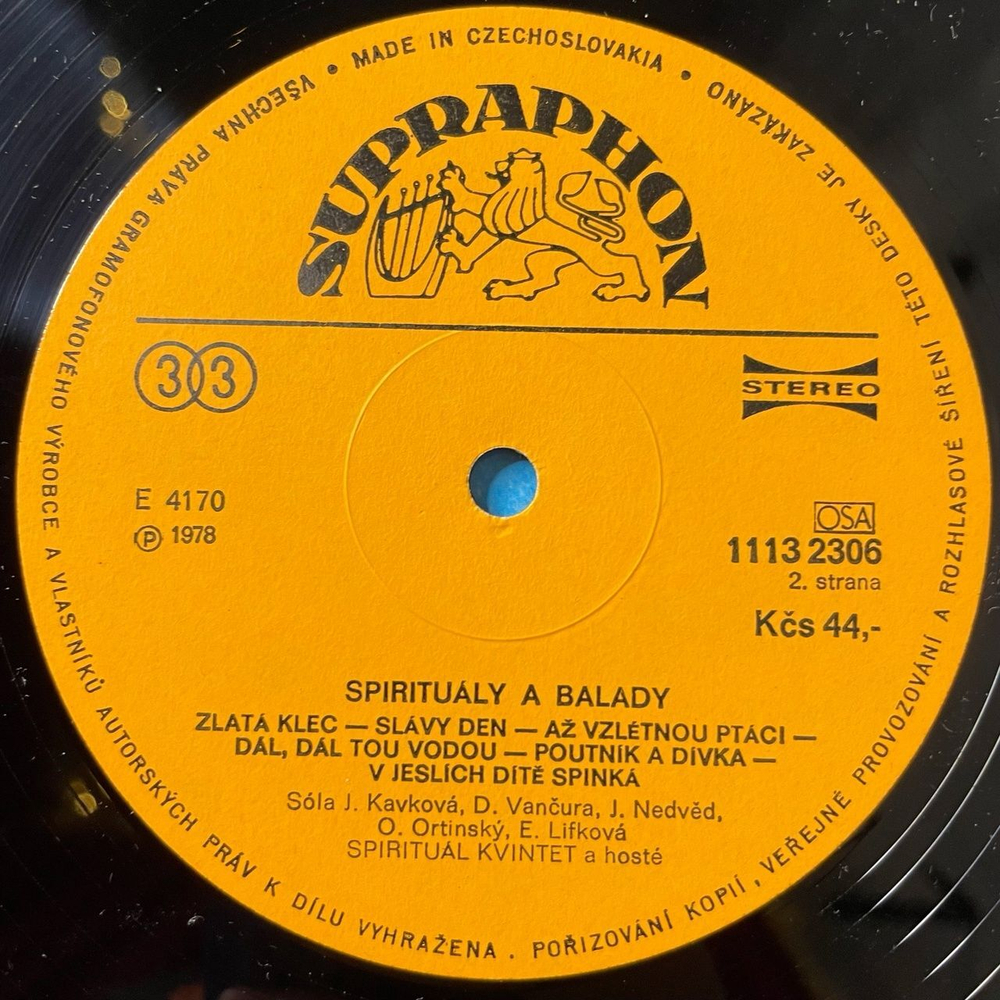 MADE IN CZECHOSLOVAKIA
SUPRAPHON
33
STEREO
E 4170
℗ 1978
OSA
1113 2306
2. strana
Kčs 44,-
SPIRITUÁLY A BALADY
ZLATÁ KLEC — SLÁVY DEN — AŽ VZLÉTNOU PTÁCI —
DÁL, DÁL TOU VODOU — POUTNÍK A DÍVKA —
V JESLÍCH DÍTĚ SPINKÁ
Sóla J. Kavková, D. Vančura, J. Nedvěd,
O. Ortinský, E. Lifková
SPIRITUÁL KVINTET a hosté
VŠECHNA PRÁVA GRAMOFONOVÉHO VÝROBCE A VLASTNÍKŮ AUTORSKÝCH PRÁV K DÍLU VYHRAŽENA . POŘIZOVÁNÍ KOPIÍ , VEŘEJNÉ PROVOZOVÁNÍ A ROZHLASOVÉ ŠÍŘENÍ TÉTO DESKY JE ZAKÁZÁNO